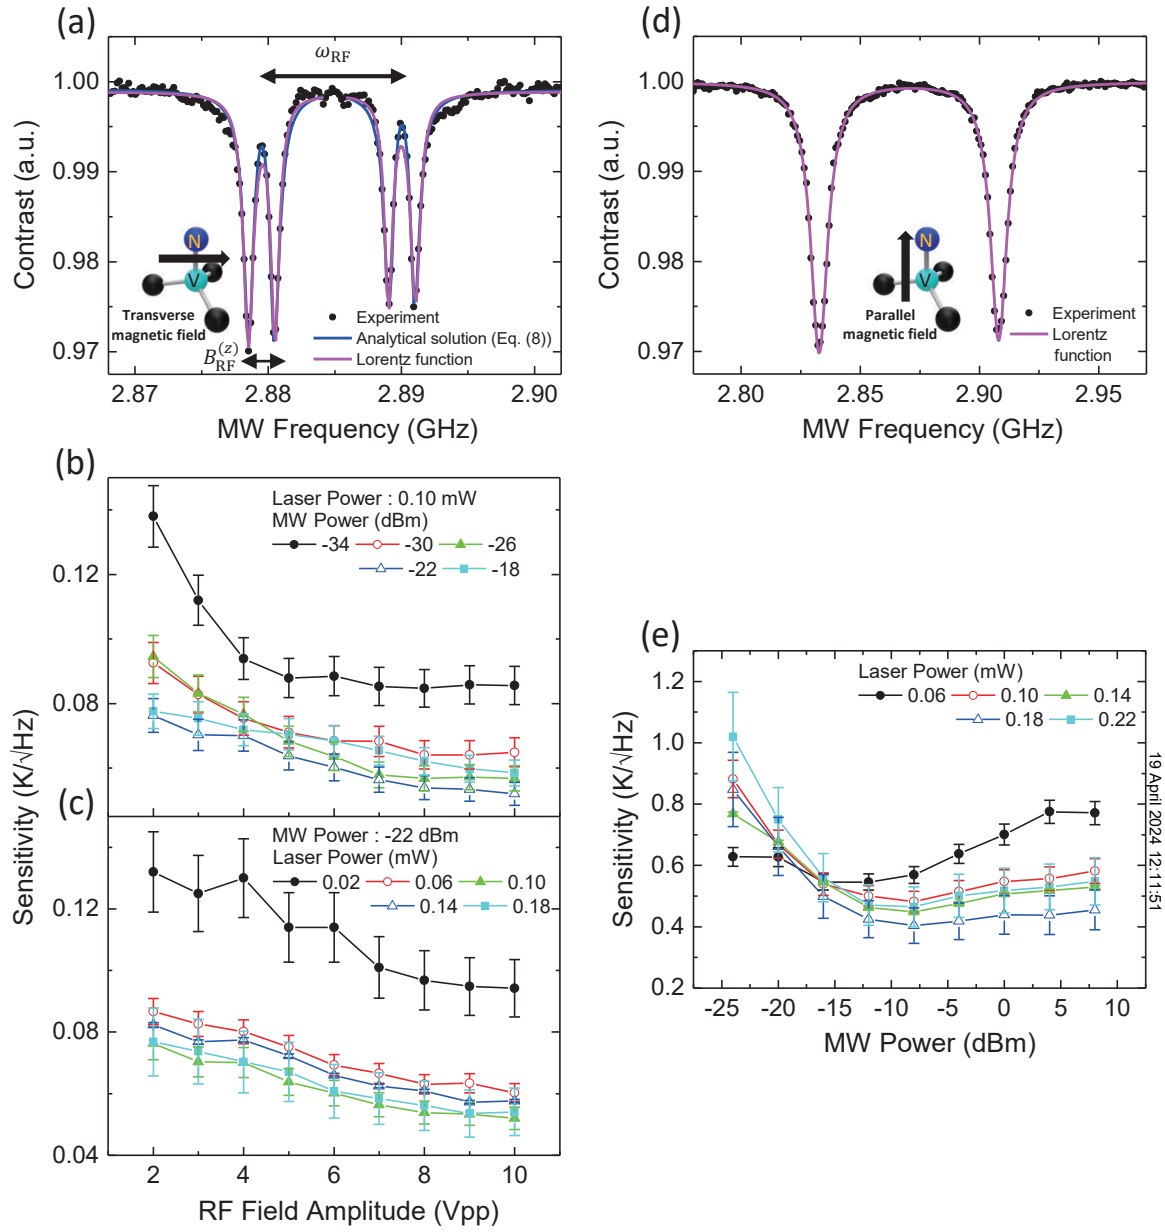 (a)
ω_RF
1.00
0.99
0.98
0.97
Contrast (a.u.)
N
V
Transverse
magnetic field
B_RF^(z)
Experiment
Analytical solution (Eq. (8))
Lorentz function
2.87 2.88 2.89 2.90
MW Frequency (GHz)
(d)
1.00
0.99
0.98
0.97
Contrast (a.u.)
N
V
Parallel
magnetic field
Experiment
Lorentz
function
2.80 2.85 2.90 2.95
MW Frequency (GHz)
(b)
Laser Power : 0.10 mW
MW Power (dBm)
-34 -30 -26
-22 -18
0.12
0.08
Sensitivity (K/√Hz)
(c)
MW Power : -22 dBm
Laser Power (mW)
0.02 0.06 0.10
0.14 0.18
0.12
0.08
0.04
2 4 6 8 10
RF Field Amplitude (Vpp)
(e)
Laser Power (mW)
0.06 0.10 0.14
0.18 0.22
1.2
1.0
0.8
0.6
0.4
0.2
Sensitivity (K/√Hz)
-25 -20 -15 -10 -5 0 5 10
MW Power (dBm)
19 April 2024 12:11:51